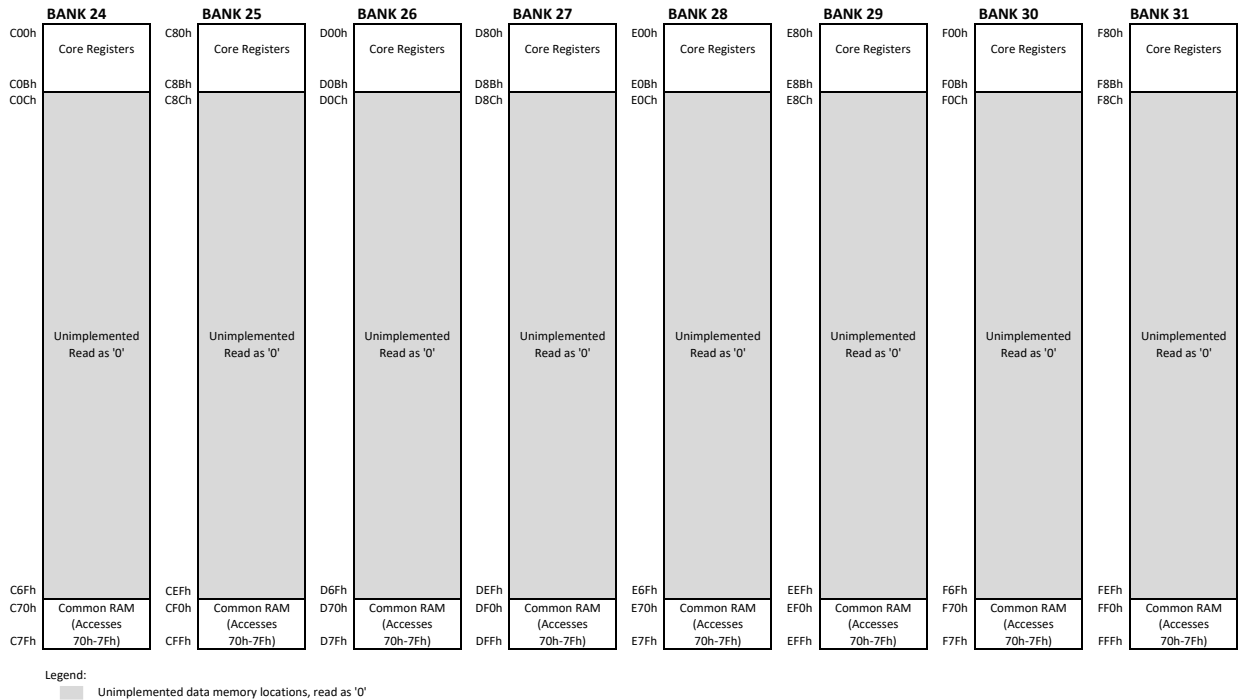 BANK 24 BANK 25 BANK 26 BANK 27 BANK 28 BANK 29 BANK 30 BANK 31
C00h C80h D00h D80h E00h E80h F00h F80h
Core Registers Core Registers Core Registers Core Registers Core Registers Core Registers Core Registers Core Registers
C0Bh C8Bh D0Bh D8Bh E0Bh E8Bh F0Bh F8Bh
C0Ch C8Ch D0Ch D8Ch E0Ch E8Ch F0Ch F8Ch
Unimplemented Unimplemented Unimplemented Unimplemented Unimplemented Unimplemented Unimplemented Unimplemented
Read as '0' Read as '0' Read as '0' Read as '0' Read as '0' Read as '0' Read as '0' Read as '0'
C6Fh CEFh D6Fh DEFh E6Fh EEFh F6Fh FEFh
C70h Common RAM CF0h Common RAM D70h Common RAM DF0h Common RAM E70h Common RAM EF0h Common RAM F70h Common RAM FF0h Common RAM
(Accesses (Accesses (Accesses (Accesses (Accesses (Accesses (Accesses (Accesses
C7Fh 70h-7Fh) CFFh 70h-7Fh) D7Fh 70h-7Fh) DFFh 70h-7Fh) E7Fh 70h-7Fh) EFFh 70h-7Fh) F7Fh 70h-7Fh) FFFh 70h-7Fh)
Legend:
Unimplemented data memory locations, read as '0'